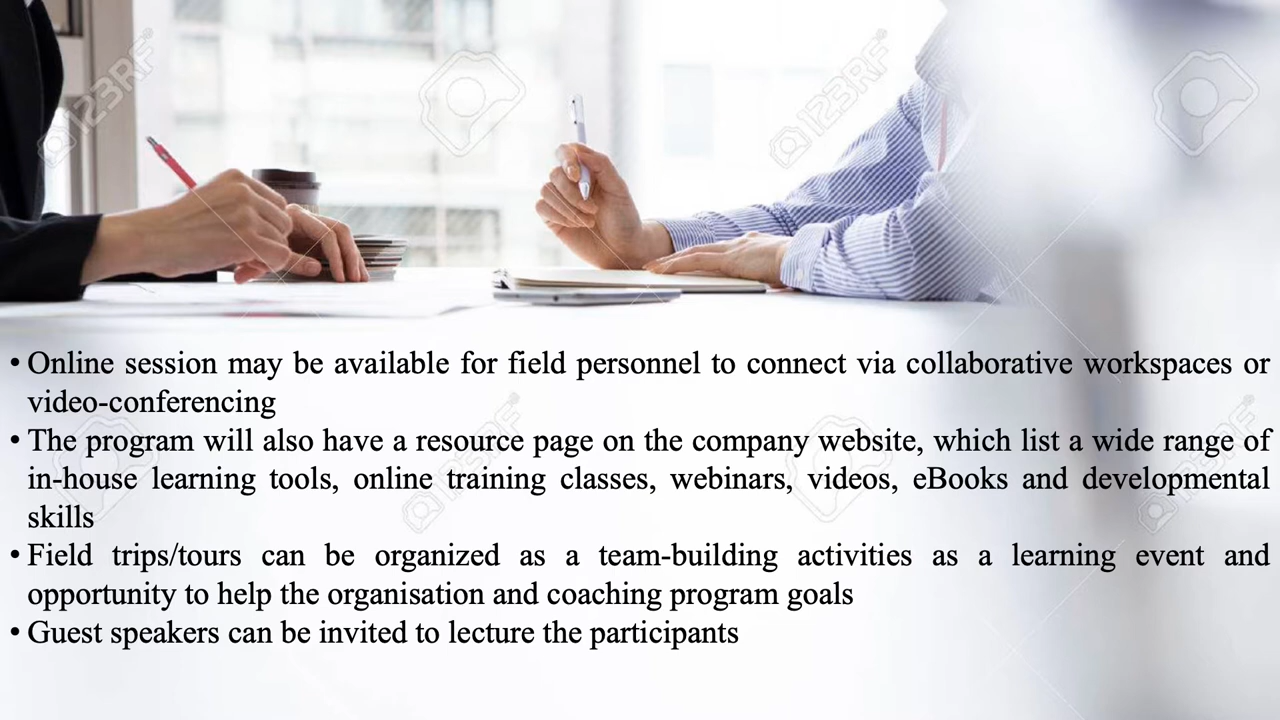 123RF
123RF
• Online session may be available for field personnel to connect via collaborative workspaces or
video-conferencing
• The program will also have a resource page on the company website, which list a wide range of
in-house learning tools, online training classes, webinars, videos, eBooks and developmental
skills
• Field trips/tours can be organized as a team-building activities as a learning event and
opportunity to help the organisation and coaching program goals
• Guest speakers can be invited to lecture the participants
123RF
123RF